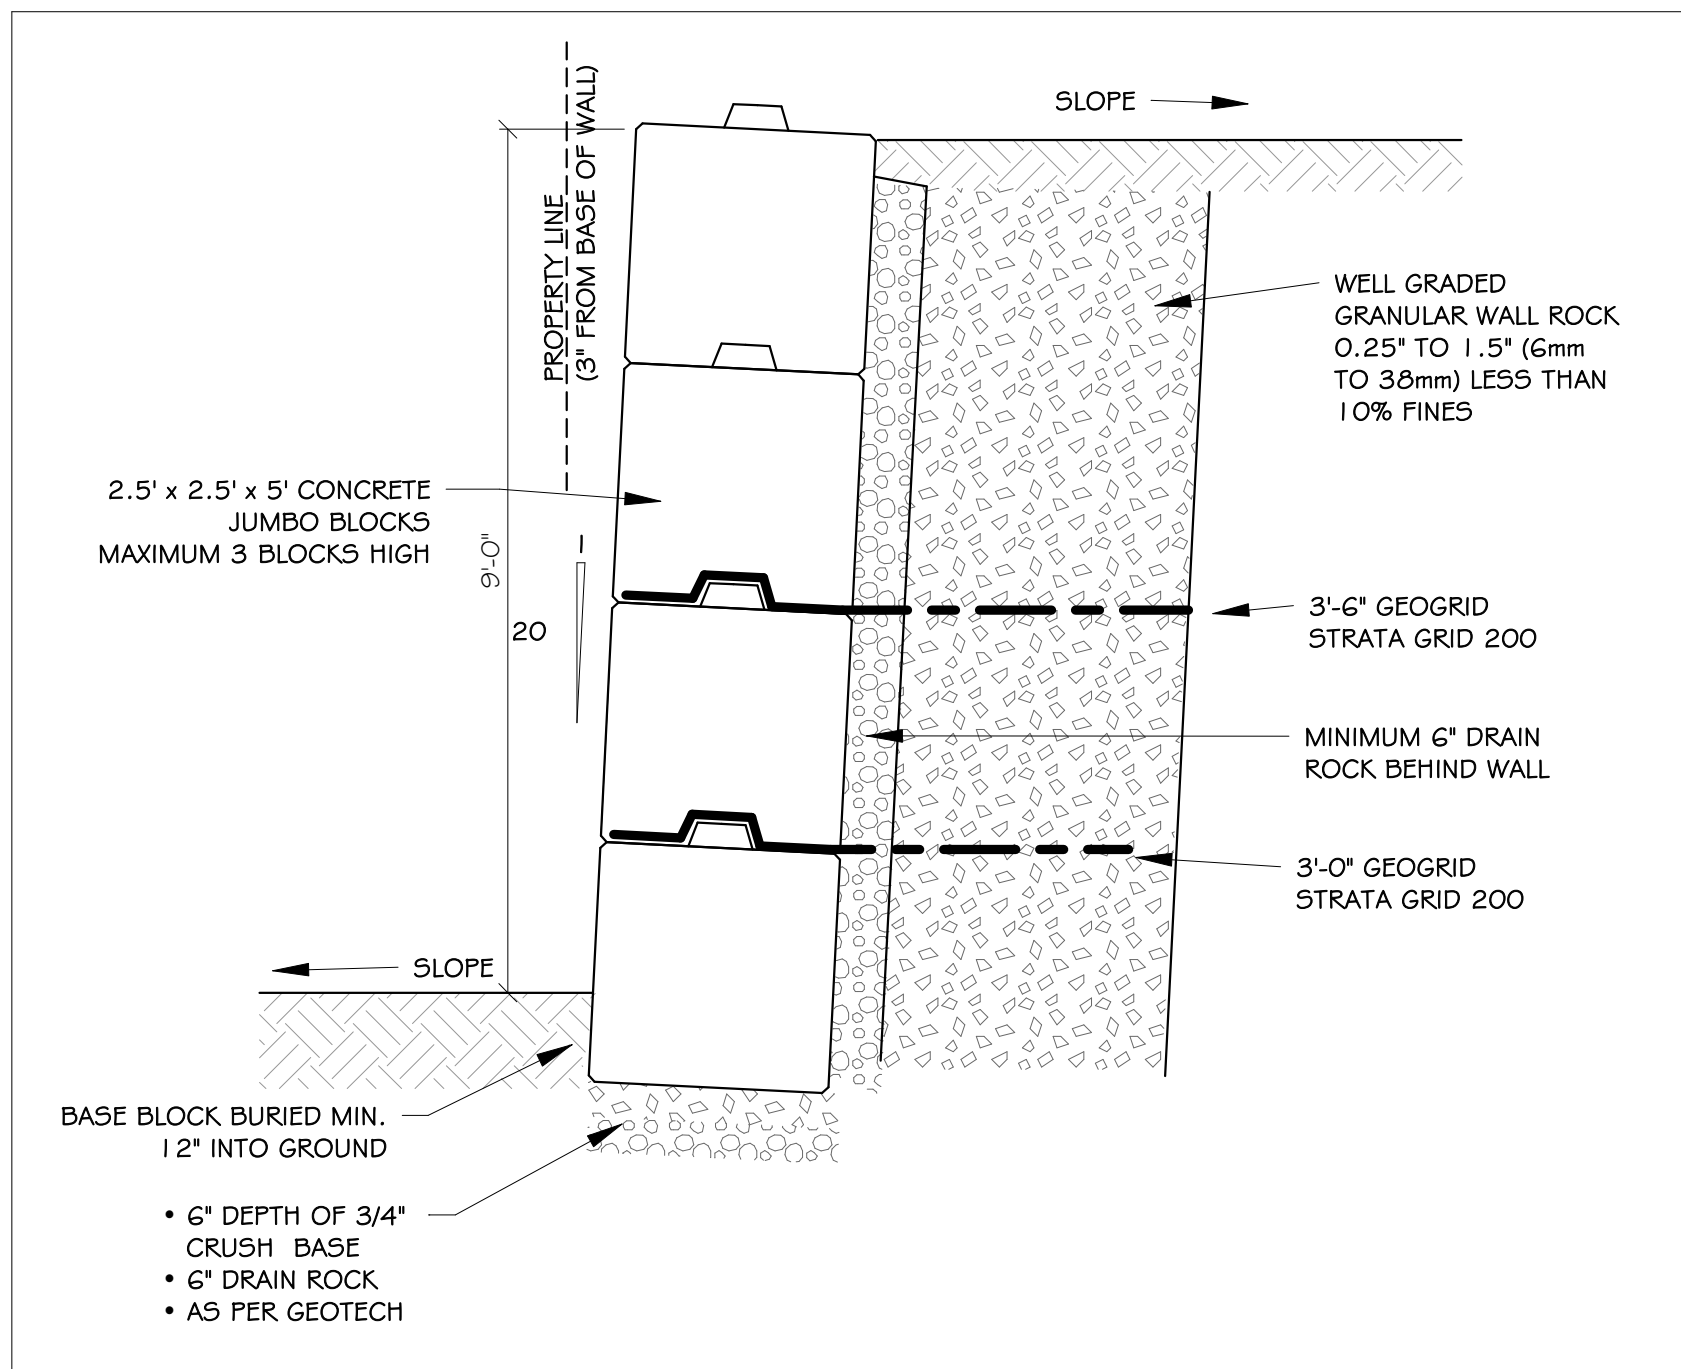 SLOPE
PROPERTY LINE
(3" FROM BASE OF WALL)
WELL GRADED
GRANULAR WALL ROCK
0.25" TO 1.5" (6mm
TO 38mm) LESS THAN
10% FINES
2.5' x 2.5' x 5' CONCRETE
JUMBO BLOCKS
MAXIMUM 3 BLOCKS HIGH
9'-0"
1
20
3'-6" GEOGRID
STRATA GRID 200
MINIMUM 6" DRAIN
ROCK BEHIND WALL
3'-0" GEOGRID
STRATA GRID 200
SLOPE
BASE BLOCK BURIED MIN.
12" INTO GROUND
• 6" DEPTH OF 3/4"
CRUSH BASE
• 6" DRAIN ROCK
• AS PER GEOTECH